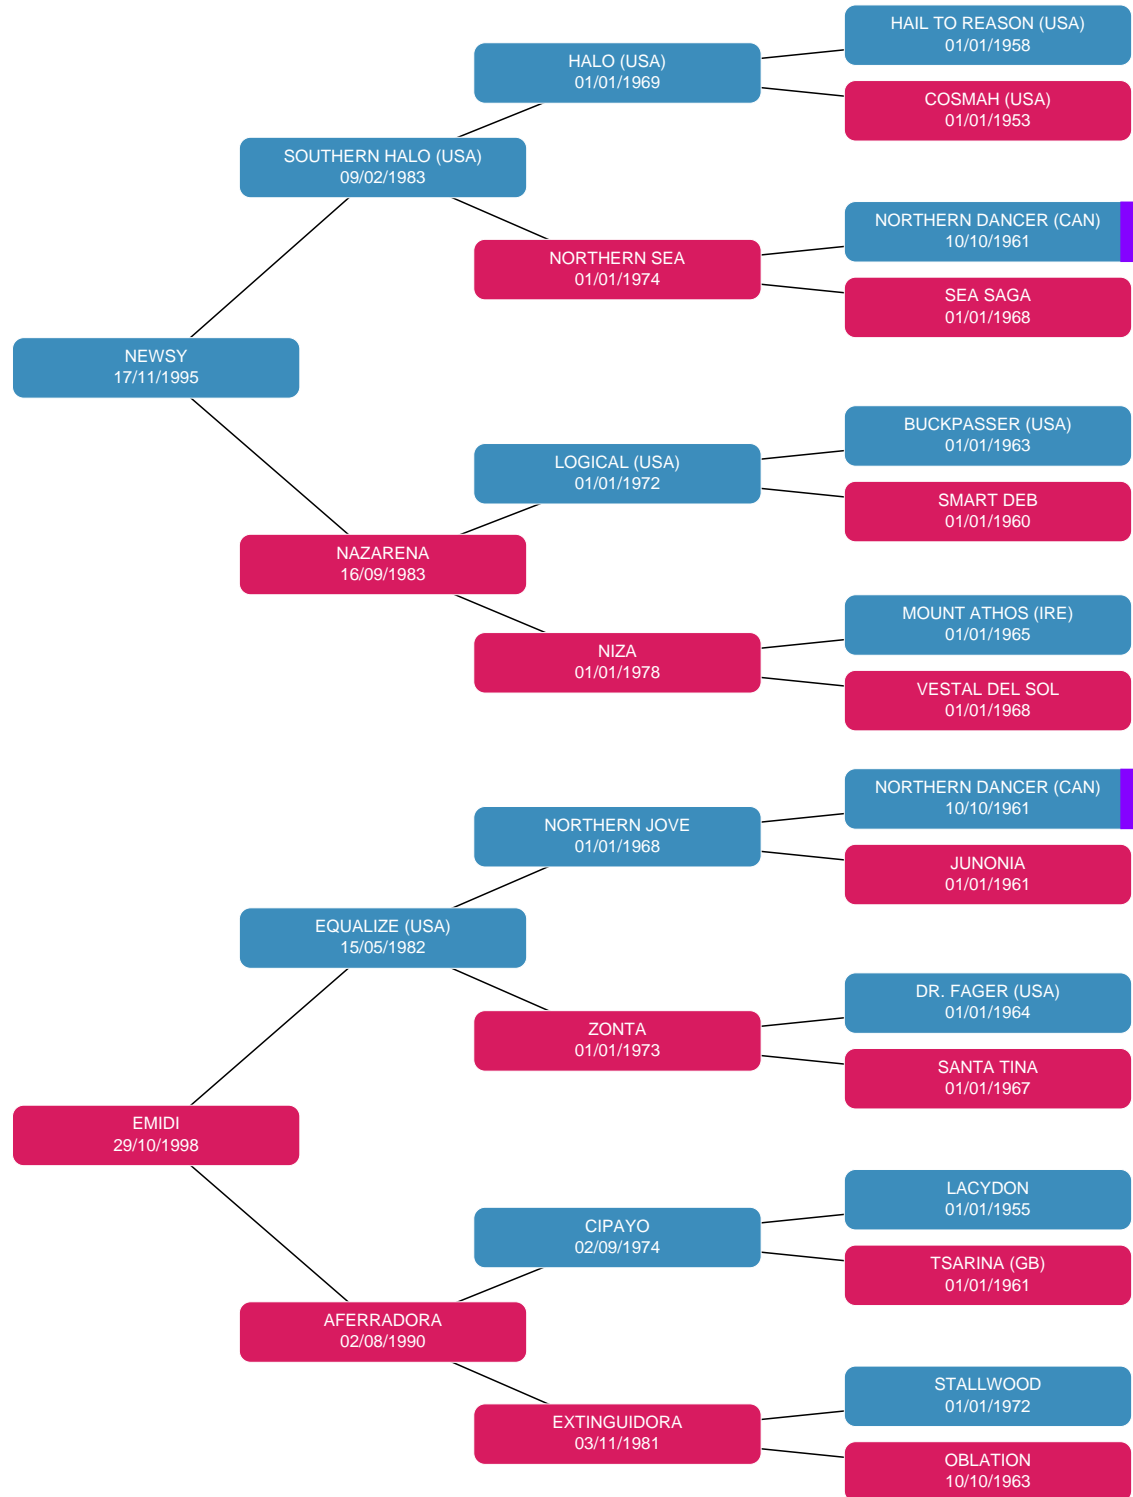 HAIL TO REASON (USA)
01/01/1958
HALO (USA)
01/01/1969
COSMAH (USA)
01/01/1953
SOUTHERN HALO (USA)
09/02/1983
NORTHERN DANCER (CAN)
10/10/1961
NORTHERN SEA
01/01/1974
SEA SAGA
01/01/1968
NEWSY
17/11/1995
BUCKPASSER (USA)
01/01/1963
LOGICAL (USA)
01/01/1972
SMART DEB
01/01/1960
NAZARENA
16/09/1983
MOUNT ATHOS (IRE)
01/01/1965
NIZA
01/01/1978
VESTAL DEL SOL
01/01/1968
NORTHERN DANCER (CAN)
10/10/1961
NORTHERN JOVE
01/01/1968
JUNONIA
01/01/1961
EQUALIZE (USA)
15/05/1982
DR. FAGER (USA)
01/01/1964
ZONTA
01/01/1973
SANTA TINA
01/01/1967
EMIDI
29/10/1998
LACYDON
01/01/1955
CIPAYO
02/09/1974
TSARINA (GB)
01/01/1961
AFERRADORA
02/08/1990
STALLWOOD
01/01/1972
EXTINGUIDORA
03/11/1981
OBLATION
10/10/1963